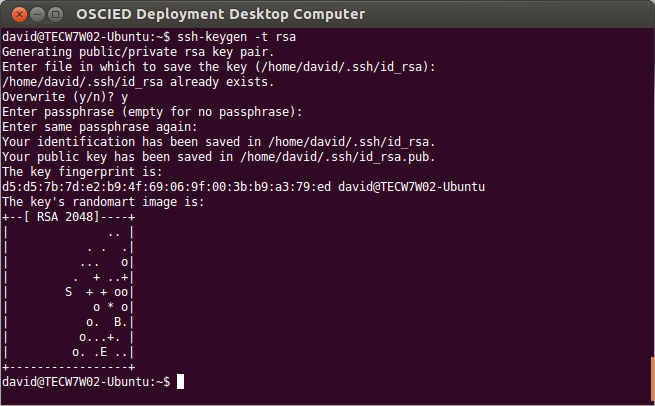 OSCIED Deployment Desktop Computer
david@TECW7W02-Ubuntu:~$ ssh-keygen -t rsa
Generating public/private rsa key pair.
Enter file in which to save the key (/home/david/.ssh/id_rsa):
/home/david/.ssh/id_rsa already exists.
Overwrite (y/n)? y
Enter passphrase (empty for no passphrase):
Enter same passphrase again:
Your identification has been saved in /home/david/.ssh/id_rsa.
Your public key has been saved in /home/david/.ssh/id_rsa.pub.
The key fingerprint is:
d5:d5:7b:7d:e2:b9:4f:69:06:9f:00:3b:b9:a3:79:ed david@TECW7W02-Ubuntu
The key's randomart image is:
+--[ RSA 2048]----+
|              .. |
|           . .  .|
|          ...   o|
|         .  + ..+|
|        S  + + oo|
|            o * o|
|           o.  B.|
|          o...+. |
|         o. .E ..|
+-----------------+
david@TECW7W02-Ubuntu:~$